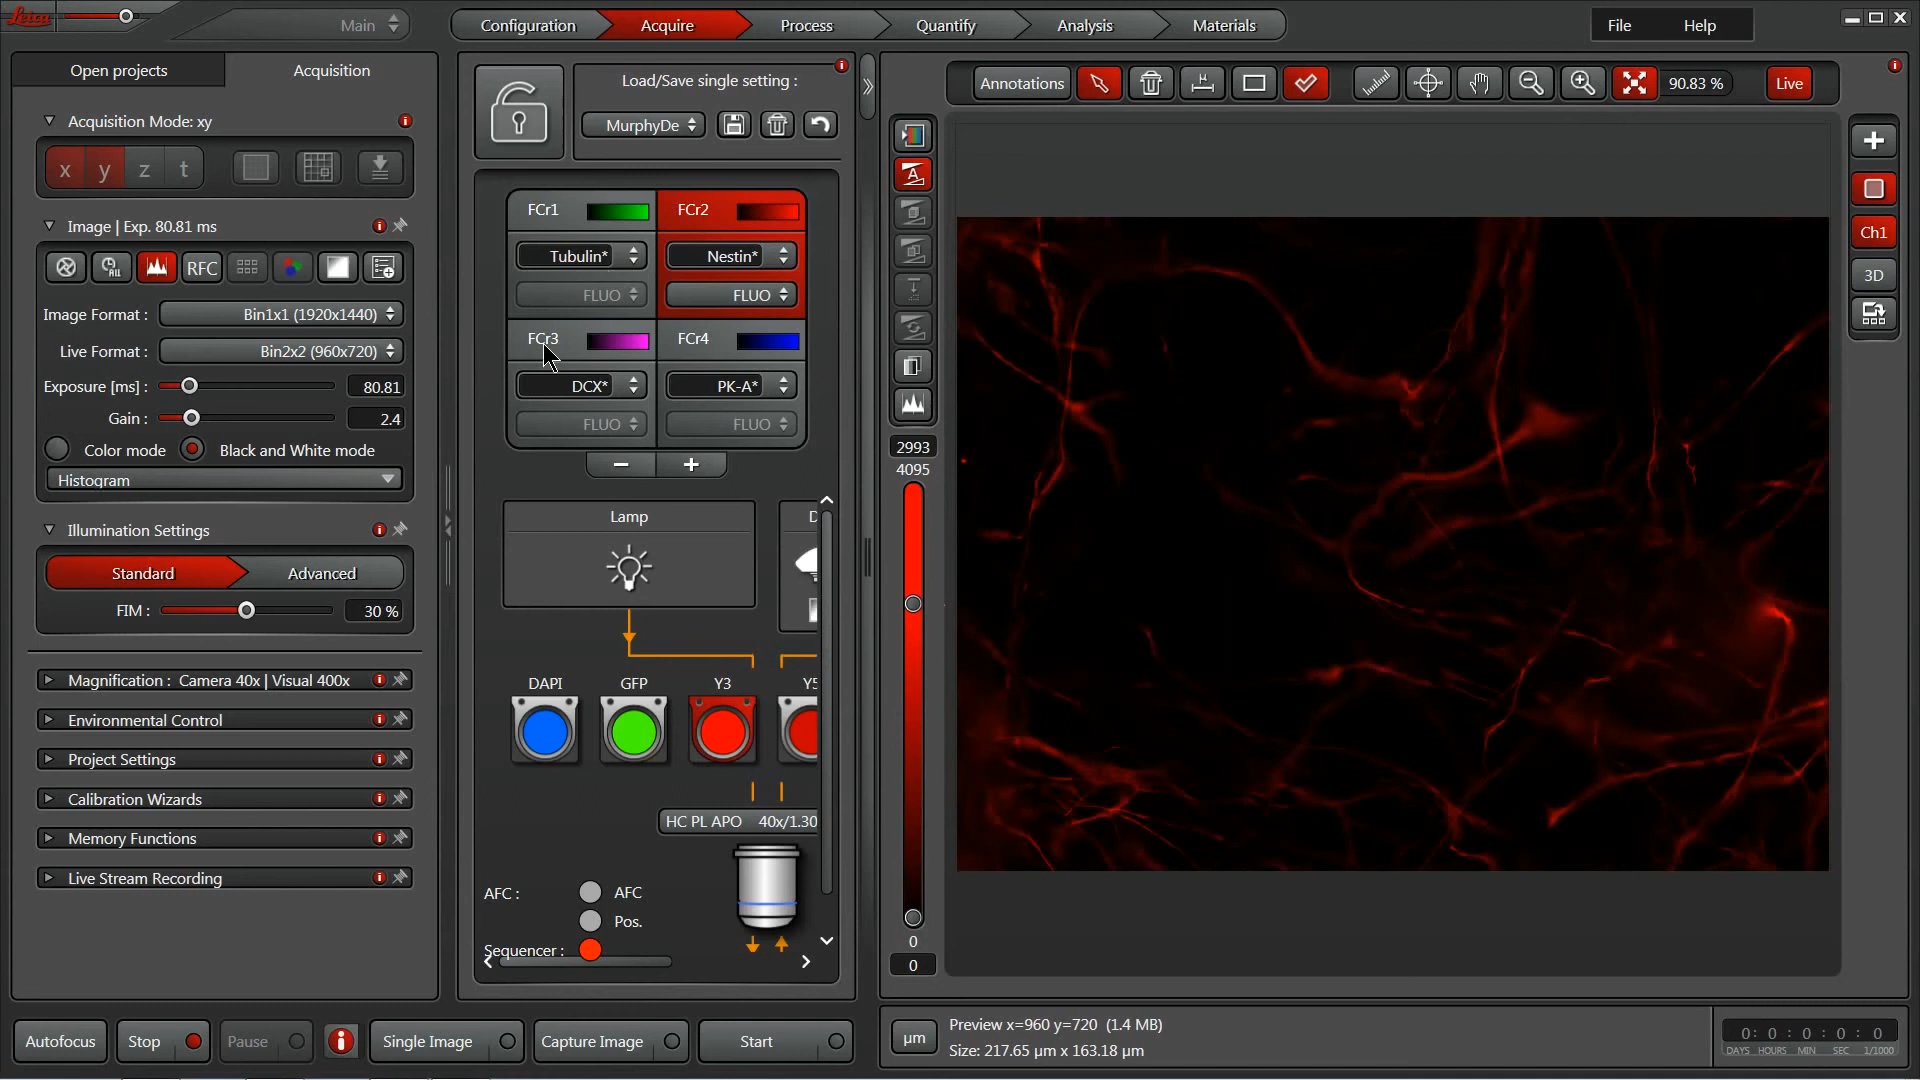 Leica
Main
Configuration
Acquire
Process
Quantify
Analysis
Materials
File
Help
Open projects
Acquisition
Acquisition Mode: xy
x y z t
Image | Exp. 80.81 ms
ALL
RFC
Image Format :
Bin1x1 (1920x1440)
Live Format :
Bin2x2 (960x720)
Exposure [ms] :
80.81
Gain :
2.4
Color mode
Black and White mode
Histogram
Illumination Settings
Standard
Advanced
FIM :
30 %
Magnification : Camera 40x | Visual 400x
Environmental Control
Project Settings
Calibration Wizards
Memory Functions
Live Stream Recording
Load/Save single setting :
MurphyDe
FCr1
FCr2
Tubulin*
Nestin*
FLUO
FLUO
FCr3
FCr4
DCX*
PK-A*
FLUO
FLUO
Lamp
D
DAPI
GFP
Y3
Y5
HC PL APO 40x/1.30
AFC :
AFC
Pos.
Sequencer :
Annotations
90.83 %
Live
A
2993
4095
0
0
Ch1
3D
Autofocus
Stop
Pause
Single Image
Capture Image
Start
µm
Preview x=960 y=720 (1.4 MB)
Size: 217.65 µm x 163.18 µm
0: 0 : 0 : 0 : 0
DAYS HOURS MIN SEC 1/1000